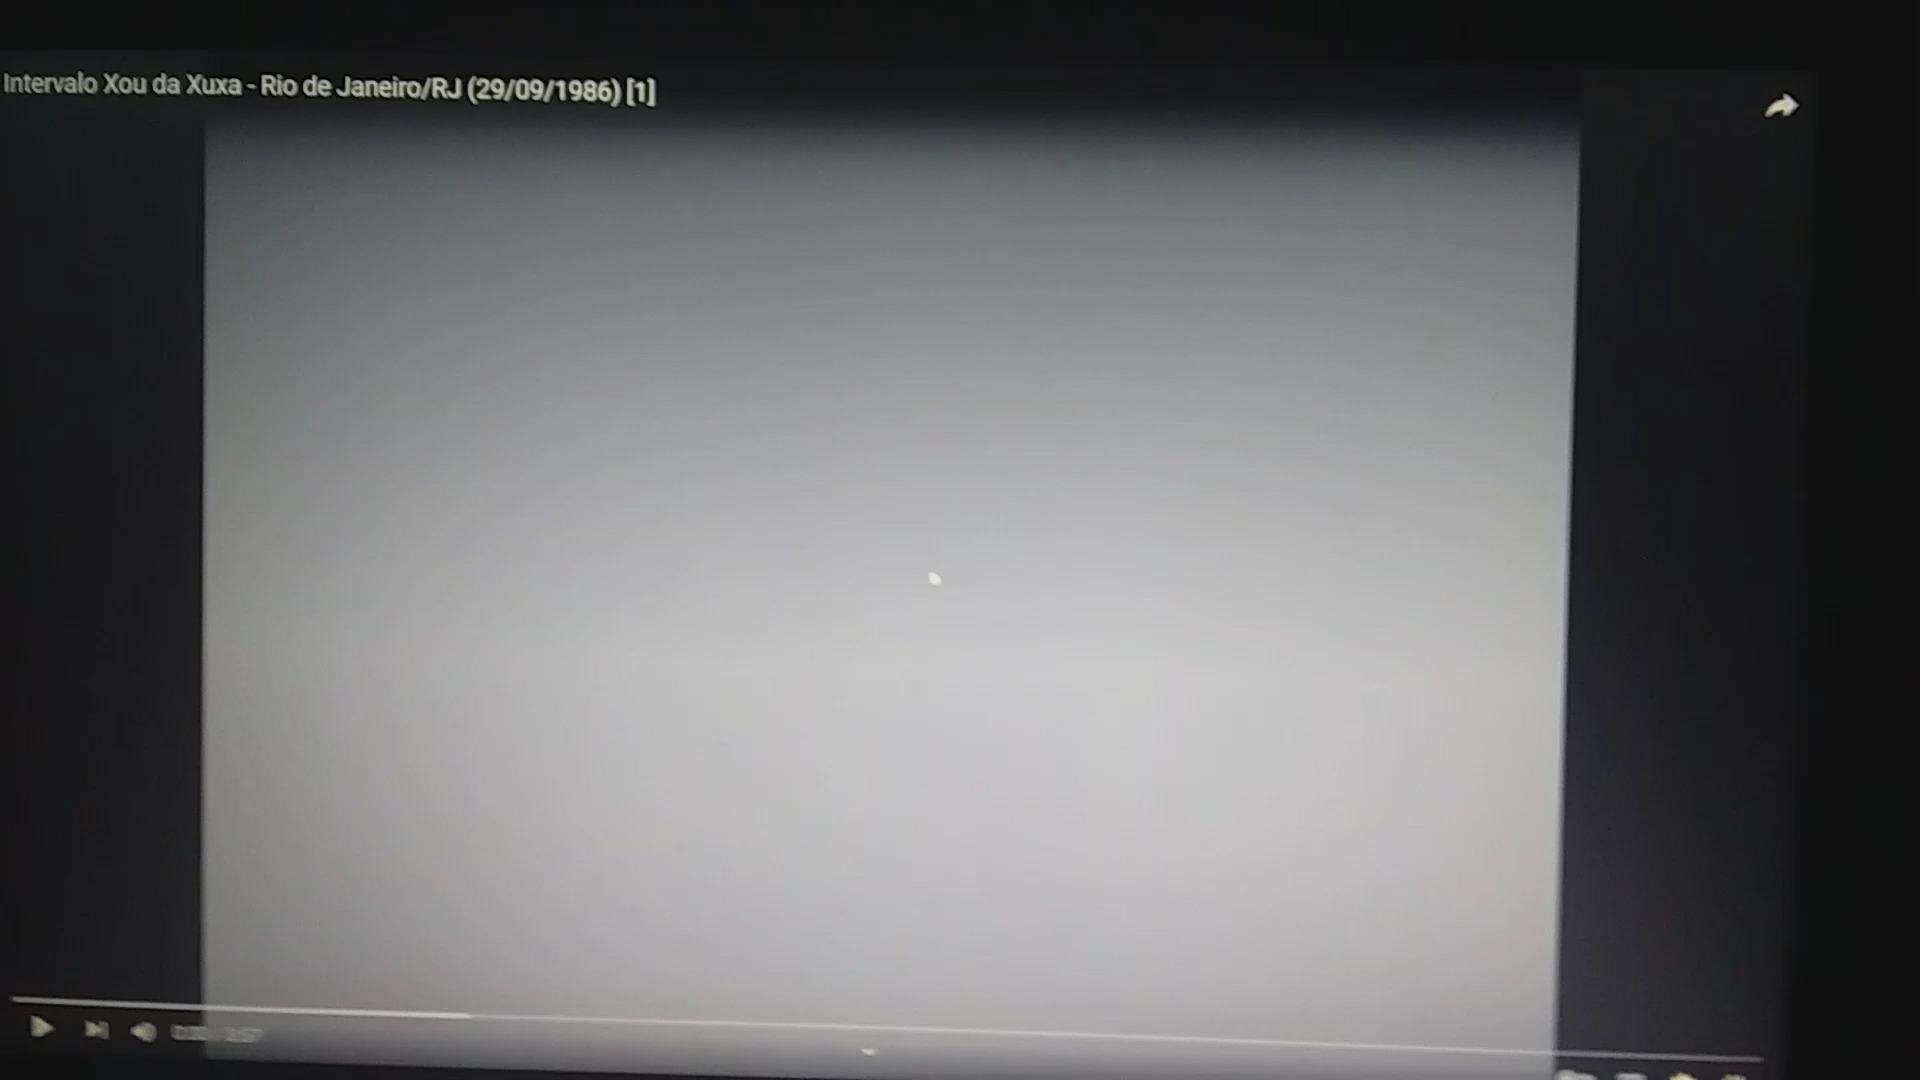 Intervalo Xou da Xuxa - Rio de Janeiro/RJ (29/09/1986) [1]